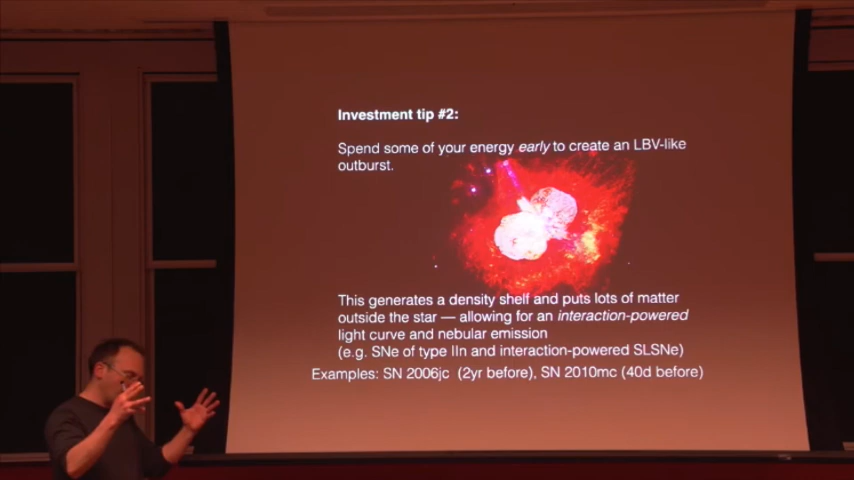 Investment tip #2:
Spend some of your energy early to create an LBV-like
outburst.
This generates a density shelf and puts lots of matter
outside the star — allowing for an interaction-powered
light curve and nebular emission
(e.g. SNe of type IIn and interaction-powered SLSNe)
Examples: SN 2006jc (2yr before), SN 2010mc (40d before)